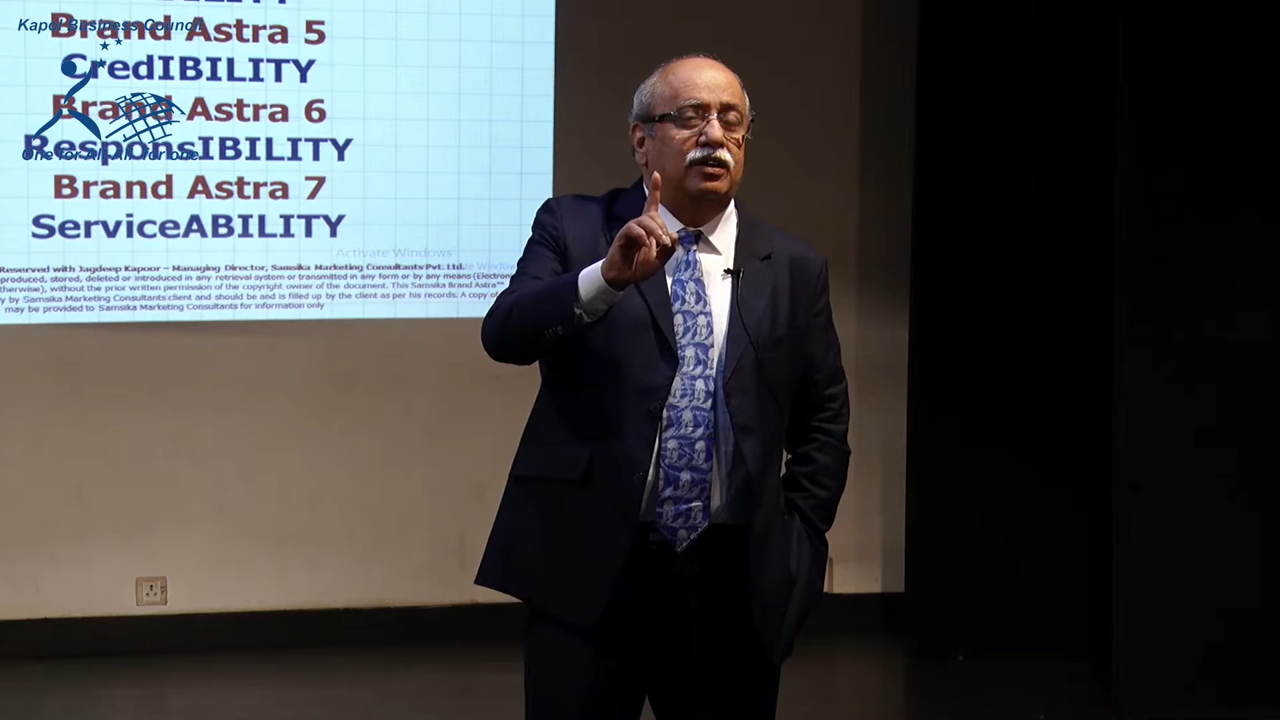 Kapol Business Council
Brand Astra 5
CredIBILITY
Brand Astra 6
ResponsIBILITY
One for All-All for one
Brand Astra 7
ServiceABILITY
Activate Windows
Reserved with Jagdeep Kapoor – Managing Director, Samsika Marketing Consultants Pvt. Ltd.
produced, stored, deleted or introduced in any retrieval system or transmitted in any form or by any means (Electron
therwise), without the prior written permission of the copyright owner of the document. This Samsika Brand Astra™
y by Samsika Marketing Consultants client and should be and is filled up by the client as per his records. A copy of
may be provided to Samsika Marketing Consultants for information only